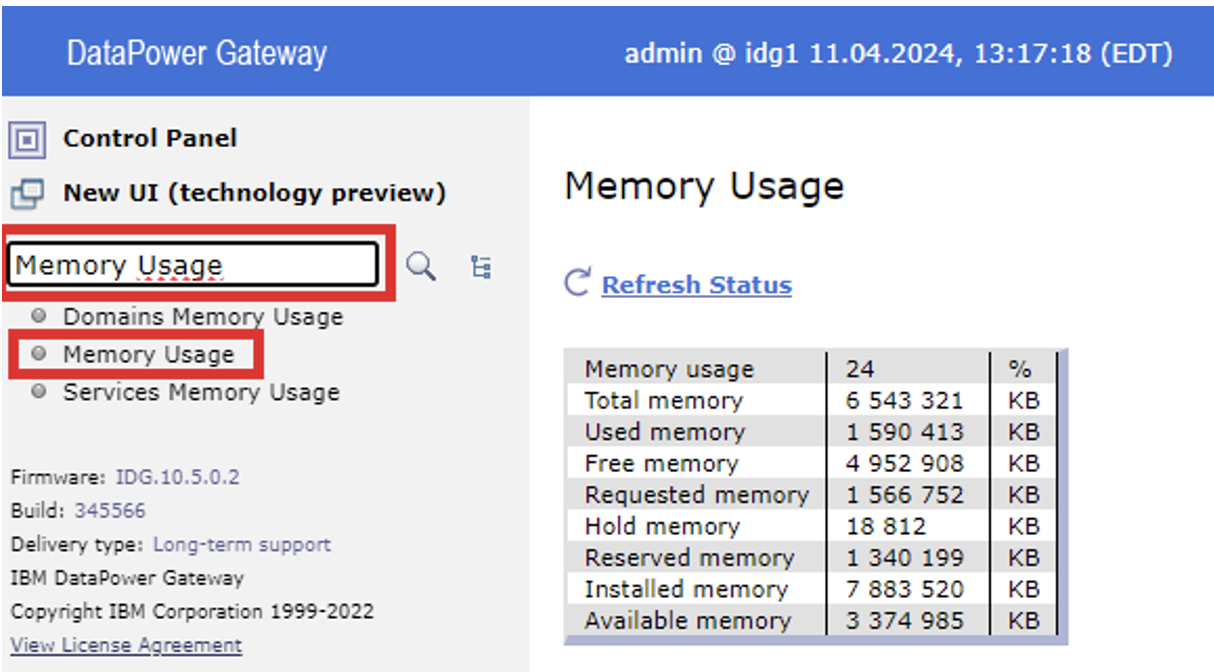 DataPower Gateway
admin @ idg1 11.04.2024, 13:17:18 (EDT)
Control Panel
New UI (technology preview)
Memory Usage
Domains Memory Usage
Memory Usage
Services Memory Usage
Firmware: IDG.10.5.0.2
Build: 345566
Delivery type: Long-term support
IBM DataPower Gateway
Copyright IBM Corporation 1999-2022
View License Agreement
Memory Usage
Refresh Status
Memory usage 24 %
Total memory 6 543 321 KB
Used memory 1 590 413 KB
Free memory 4 952 908 KB
Requested memory 1 566 752 KB
Hold memory 18 812 KB
Reserved memory 1 340 199 KB
Installed memory 7 883 520 KB
Available memory 3 374 985 KB